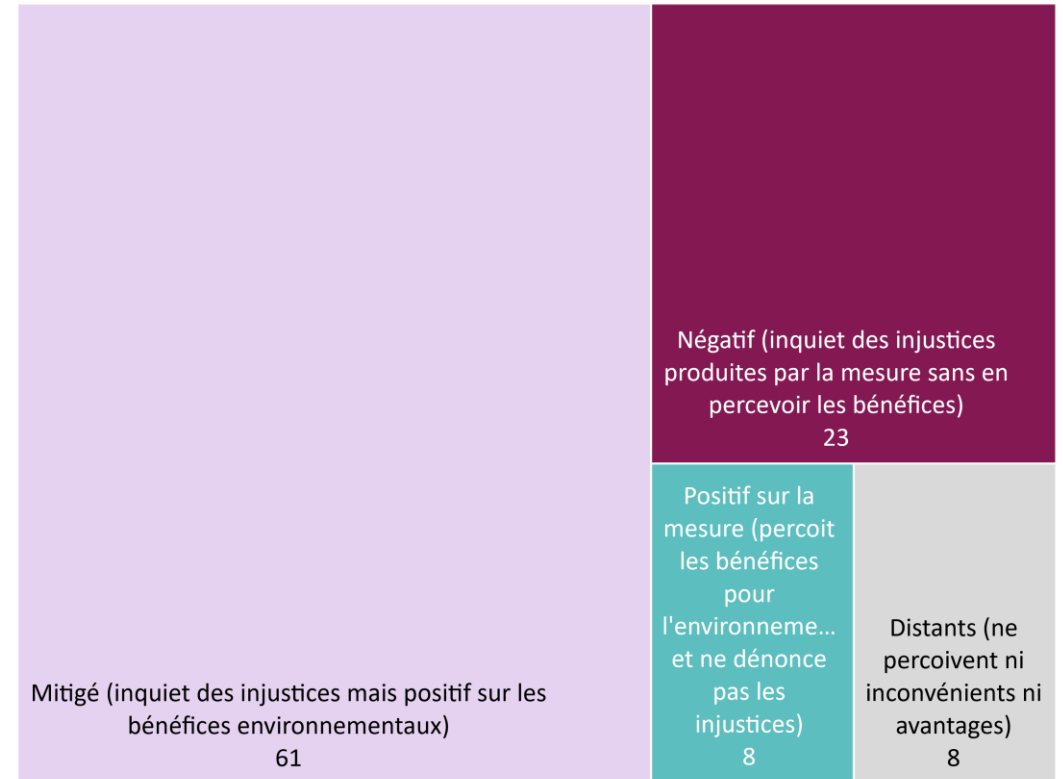 Négatif (inquiet des injustices
produites par la mesure sans en
percevoir les bénéfices)
23
Mitigé (inquiet des injustices mais positif sur les
bénéfices environnementaux)
61
Positif sur la
mesure (percoit
les bénéfices
pour
l'environneme...
et ne dénonce
pas les
injustices)
8
Distants (ne
percoivent ni
inconvénients ni
avantages)
8